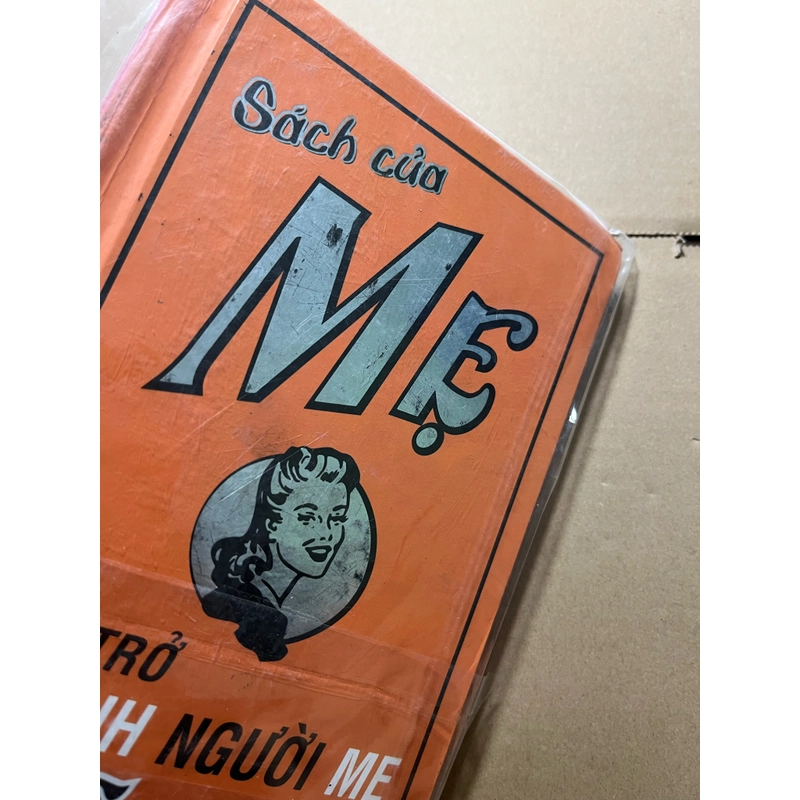 Sách của
Mẹ
TRỞ
NGƯỜI MẸ